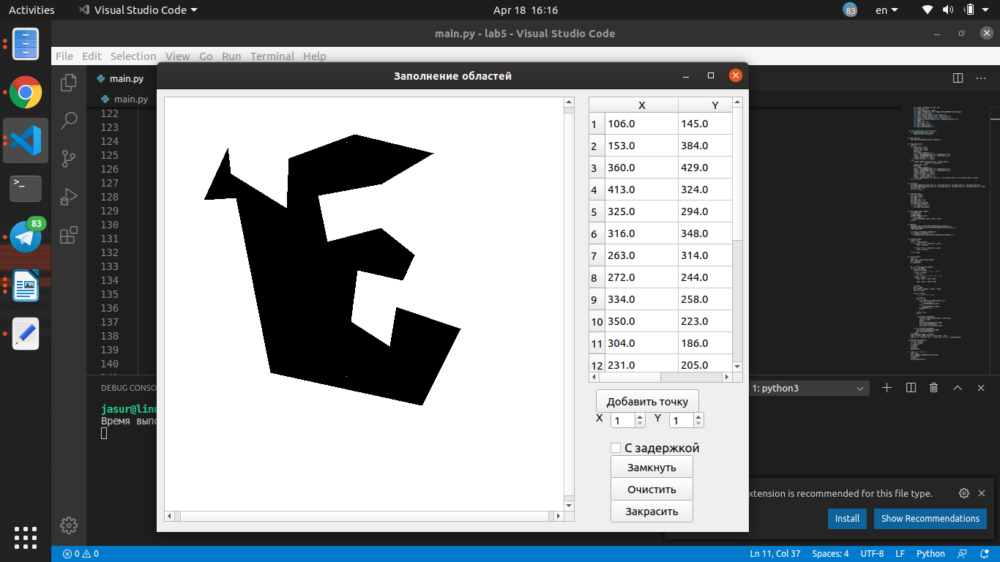 Activities Visual Studio Code Apr 18 16:16 83 en
main.py - lab5 - Visual Studio Code
File Edit Selection View Go Run Terminal Help
main.py
main.py
Заполнение областей
122
123
124
125
126
127
128
129
130
131
132
133
134
135
136
137
138
139
140
X Y
1 106.0 145.0
2 153.0 384.0
3 360.0 429.0
4 413.0 324.0
5 325.0 294.0
6 316.0 348.0
7 263.0 314.0
8 272.0 244.0
9 334.0 258.0
10 350.0 223.0
11 304.0 186.0
12 231.0 205.0
Добавить точку
X 1 Y 1
С задержкой
Замкнуть
Очистить
Закрасить
83
DEBUG CONSO
1: python3
jasur@linu
Время выпо
xtension is recommended for this file type.
Install Show Recommendations
0 0 Ln 11, Col 37 Spaces: 4 UTF-8 LF Python